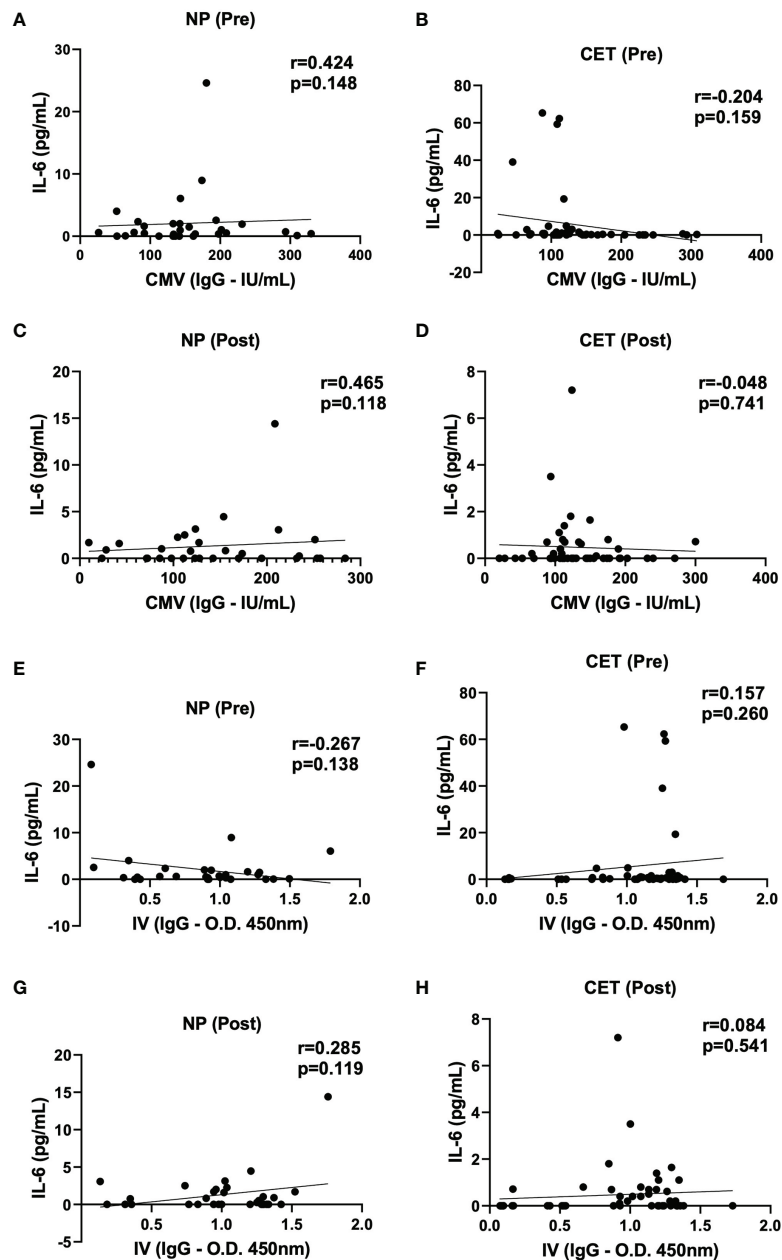 A
NP (Pre)
r=0.424
p=0.148
IL-6 (pg/mL)
30
20
10
0
0 100 200 300 400
CMV (IgG - IU/mL)
B
CET (Pre)
r=-0.204
p=0.159
IL-6 (pg/mL)
80
60
40
20
0
-20
100 200 300 400
CMV (IgG - IU/mL)
C
NP (Post)
r=0.465
p=0.118
IL-6 (pg/mL)
20
15
10
5
0
0 100 200 300
CMV (IgG - IU/mL)
D
CET (Post)
r=-0.048
p=0.741
IL-6 (pg/mL)
8
6
4
2
0
0 100 200 300 400
CMV (IgG - IU/mL)
E
NP (Pre)
r=-0.267
p=0.138
IL-6 (pg/mL)
30
20
10
0
-10
0.5 1.0 1.5 2.0
IV (IgG - O.D. 450nm)
F
CET (Pre)
r=0.157
p=0.260
IL-6 (pg/mL)
80
60
40
20
0
0.0 0.5 1.0 1.5 2.0
IV (IgG - O.D. 450nm)
G
NP (Post)
r=0.285
p=0.119
IL-6 (pg/mL)
20
15
10
5
0
-5
0.5 1.0 1.5 2.0
IV (IgG - O.D. 450nm)
H
CET (Post)
r=0.084
p=0.541
IL-6 (pg/mL)
8
6
4
2
0
0.0 0.5 1.0 1.5 2.0
IV (IgG - O.D. 450nm)